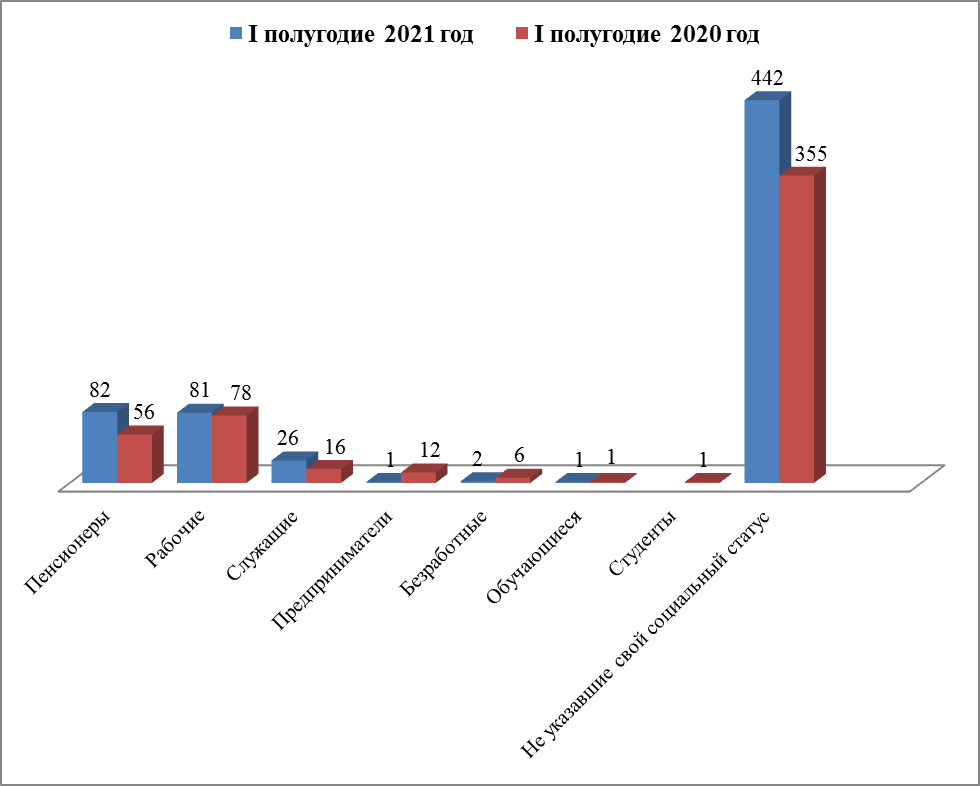 I полугодие 2021 год I полугодие 2020 год
442
355
82
56
81
78
26
16
1
12
2
6
1
1
1
Пенсионеры
Рабочие
Служащие
Предприниматели
Безработные
Обучающиеся
Студенты
Не указавшие свой социальный статус